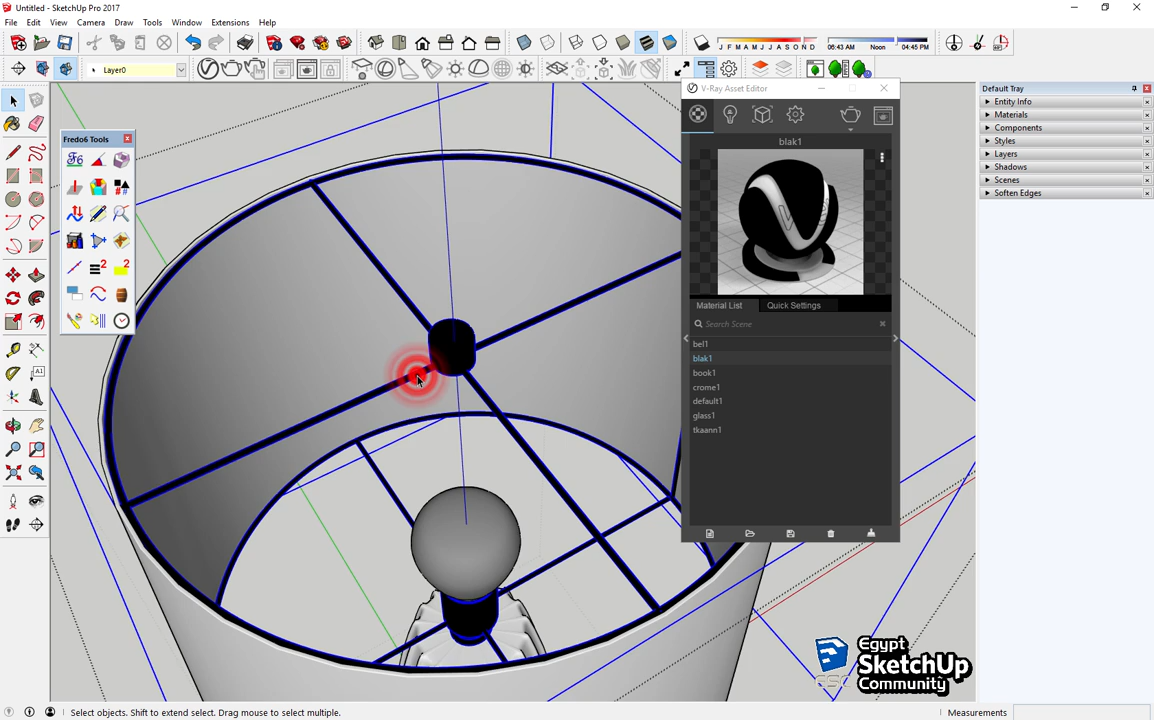 Untitled - SketchUp Pro 2017
File Edit View Camera Draw Tools Window Extensions Help
J F M A M J J A S O N D
06:43 AM Noon 04:45 PM
Layer0
V-Ray Asset Editor
Default Tray
Entity Info
Materials
Components
Styles
Layers
Shadows
Scenes
Soften Edges
Fredo6 Tools
blak1
Material List Quick Settings
Search Scene
bel1
blak1
book1
crome1
default1
glass1
tkaann1
Egypt
SketchUp
Community
ESC
Select objects. Shift to extend select. Drag mouse to select multiple.
Measurements